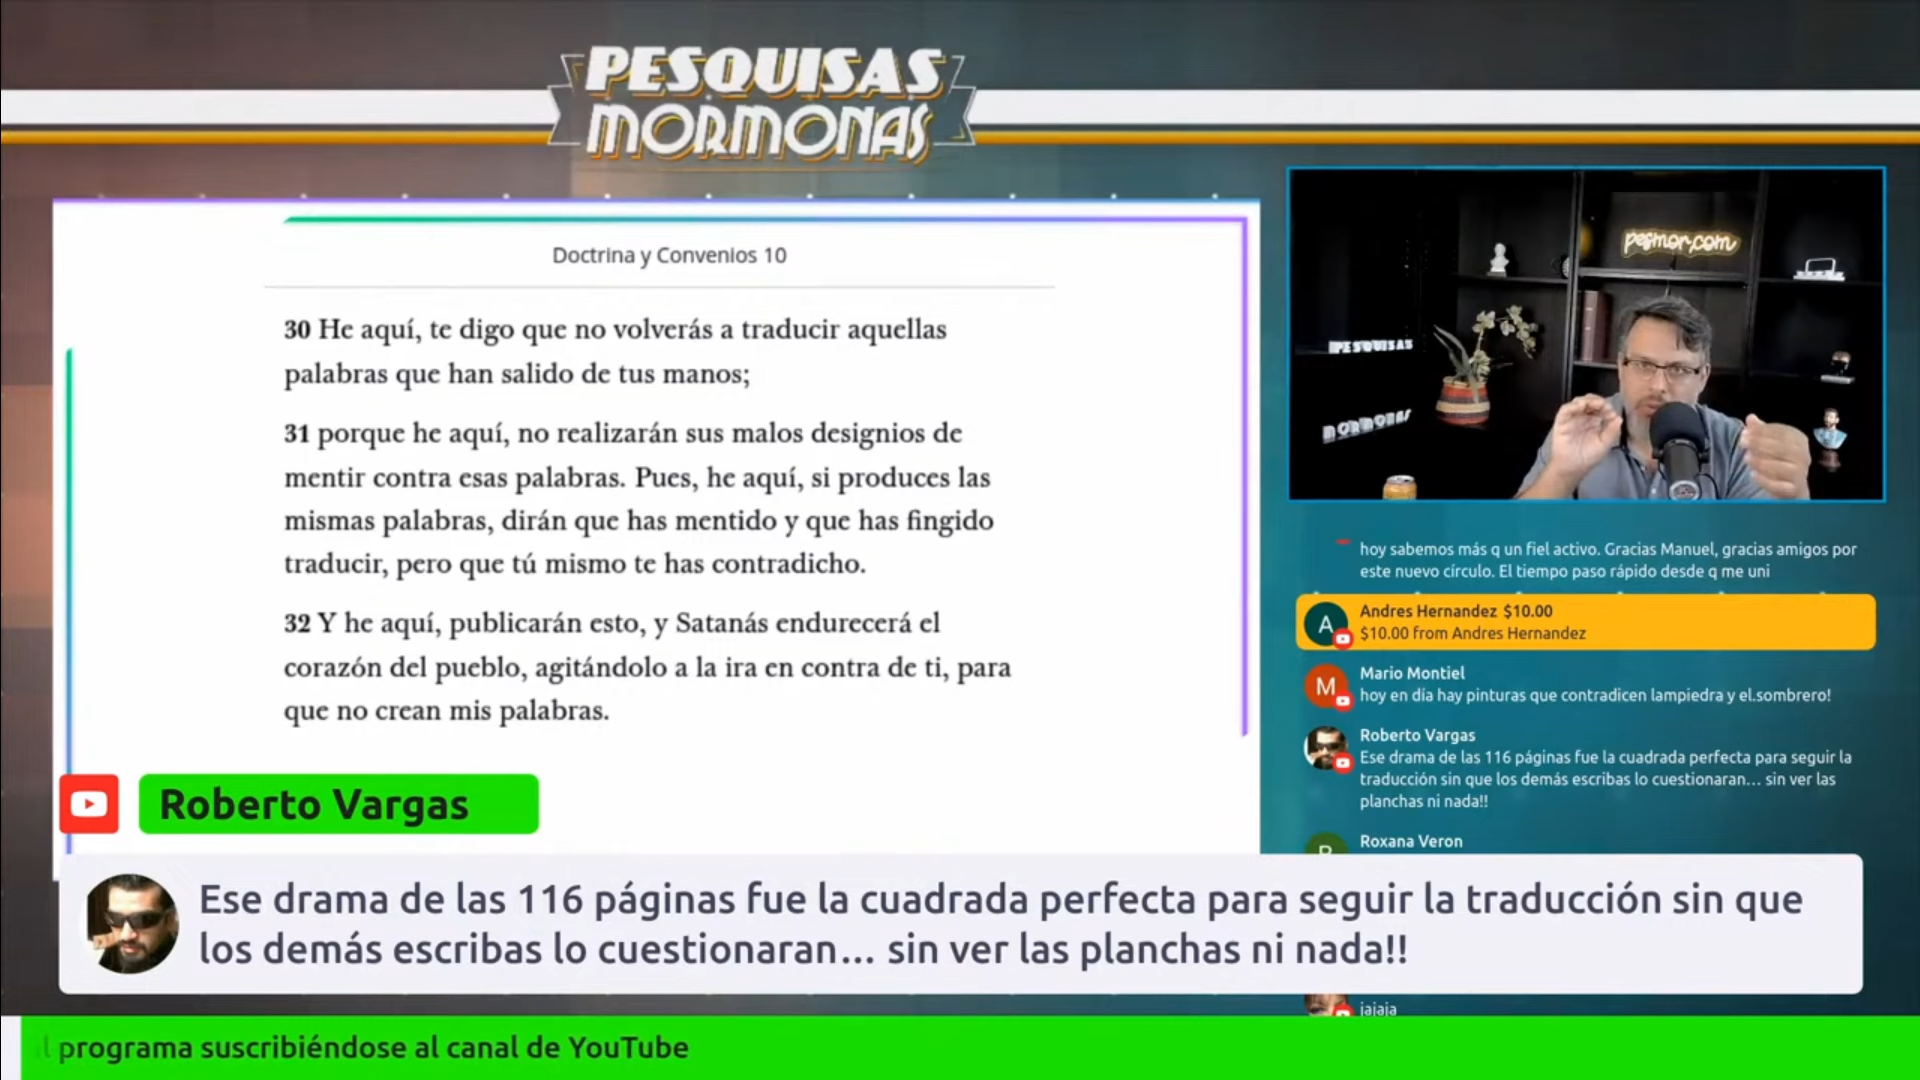 PESQUISAS
MORMONAS
Doctrina y Convenios 10
30 He aquí, te digo que no volverás a traducir aquellas
palabras que han salido de tus manos;
31 porque he aquí, no realizarán sus malos designios de
mentir contra esas palabras. Pues, he aquí, si produces las
mismas palabras, dirán que has mentido y que has fingido
traducir, pero que tú mismo te has contradicho.
32 Y he aquí, publicarán esto, y Satanás endurecerá el
corazón del pueblo, agitándolo a la ira en contra de ti, para
que no crean mis palabras.
pesmor.com
PESQUISAS
MORMONAS
hoy sabemos más q un fiel activo. Gracias Manuel, gracias amigos por
este nuevo círculo. El tiempo paso rápido desde q me uni
A
Andres Hernandez $10.00
$10.00 from Andres Hernandez
M
Mario Montiel
hoy en día hay pinturas que contradicen lampiedra y el.sombrero!
Roberto Vargas
Ese drama de las 116 páginas fue la cuadrada perfecta para seguir la
traducción sin que los demás escribas lo cuestionaran... sin ver las
planchas ni nada!!
R
Roxana Veron
Roberto Vargas
Ese drama de las 116 páginas fue la cuadrada perfecta para seguir la traducción sin que
los demás escribas lo cuestionaran... sin ver las planchas ni nada!!
jajaja
l programa suscribiéndose al canal de YouTube